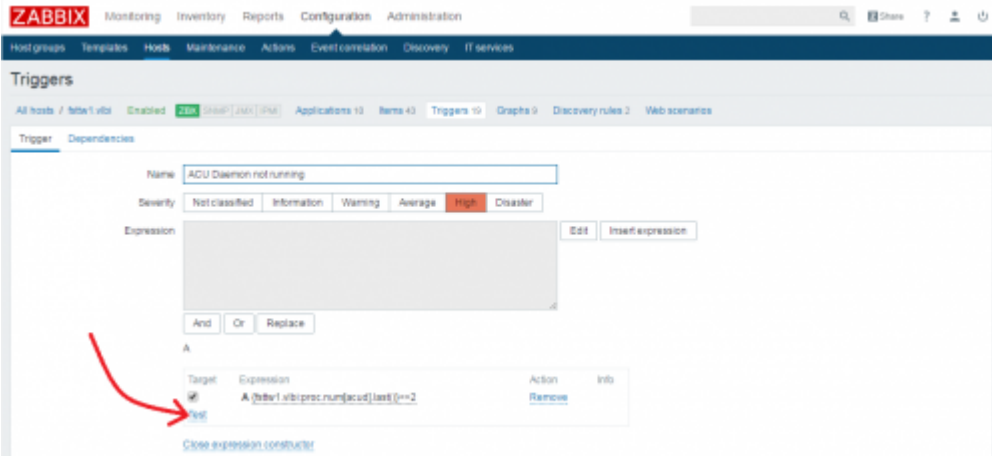 ZABBIX Monitoring Inventory Reports Configuration Administration Share ?
Host groups Templates Hosts Maintenance Actions Event correlation Discovery IT services
Triggers
All hosts / Enabled ZBX SNMP JMX IPMI Applications 10 Items 43 Triggers 19 Graphs 9 Discovery rules 2 Web scenarios
Trigger Dependencies
Name ACU Daemon not running
Severity Not classified Information Warning Average High Disaster
Expression Edit Insert expression
And Or Replace
A
Target Expression Action Info
A Remove
Test
Close expression constructor